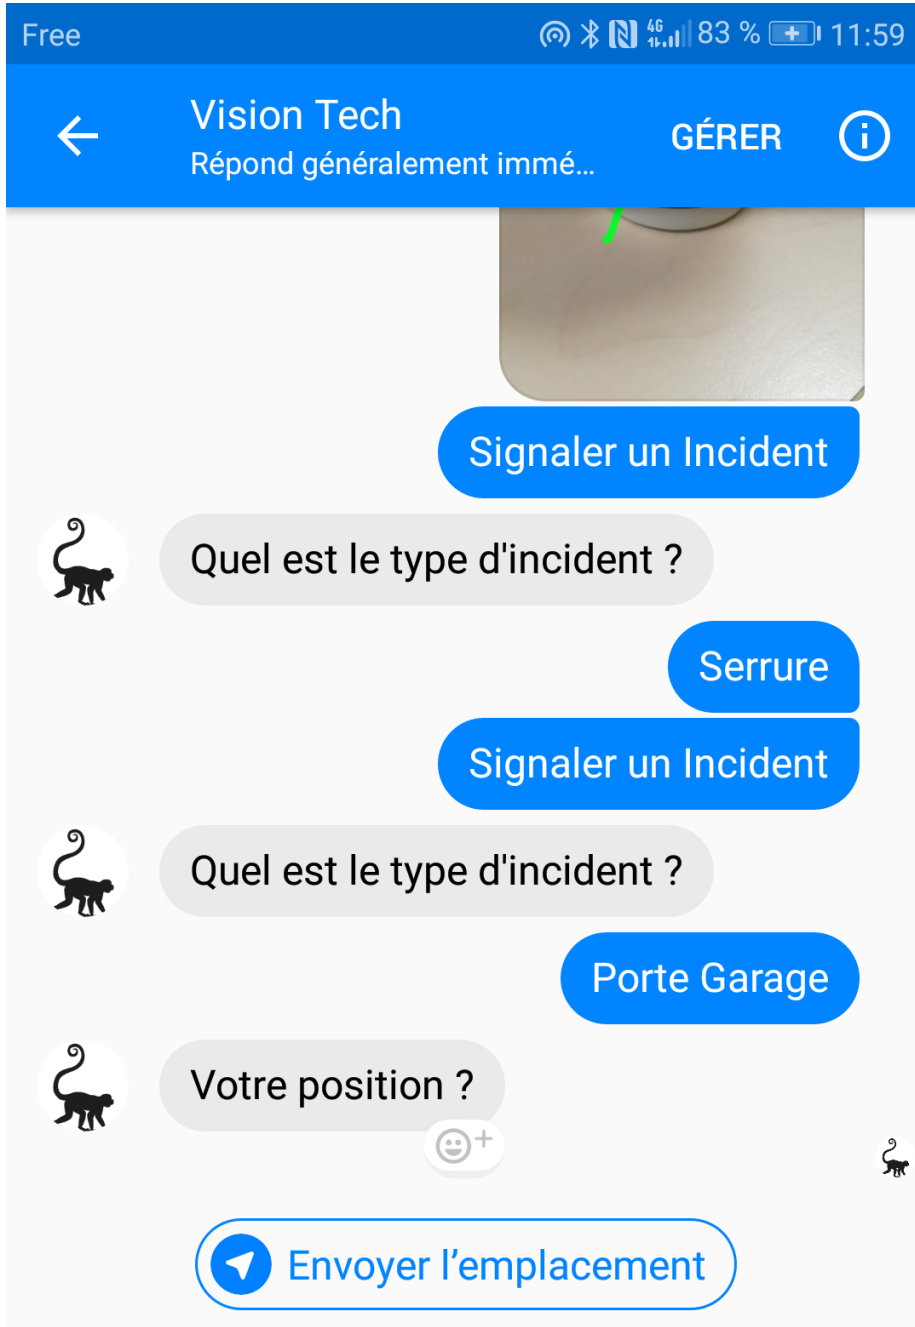 Free
4G
83 %
11:59
Vision Tech
GÉRER
Répond généralement immé...
Signaler un Incident
Quel est le type d'incident ?
Serrure
Signaler un Incident
Quel est le type d'incident ?
Porte Garage
Votre position ?
Envoyer l’emplacement